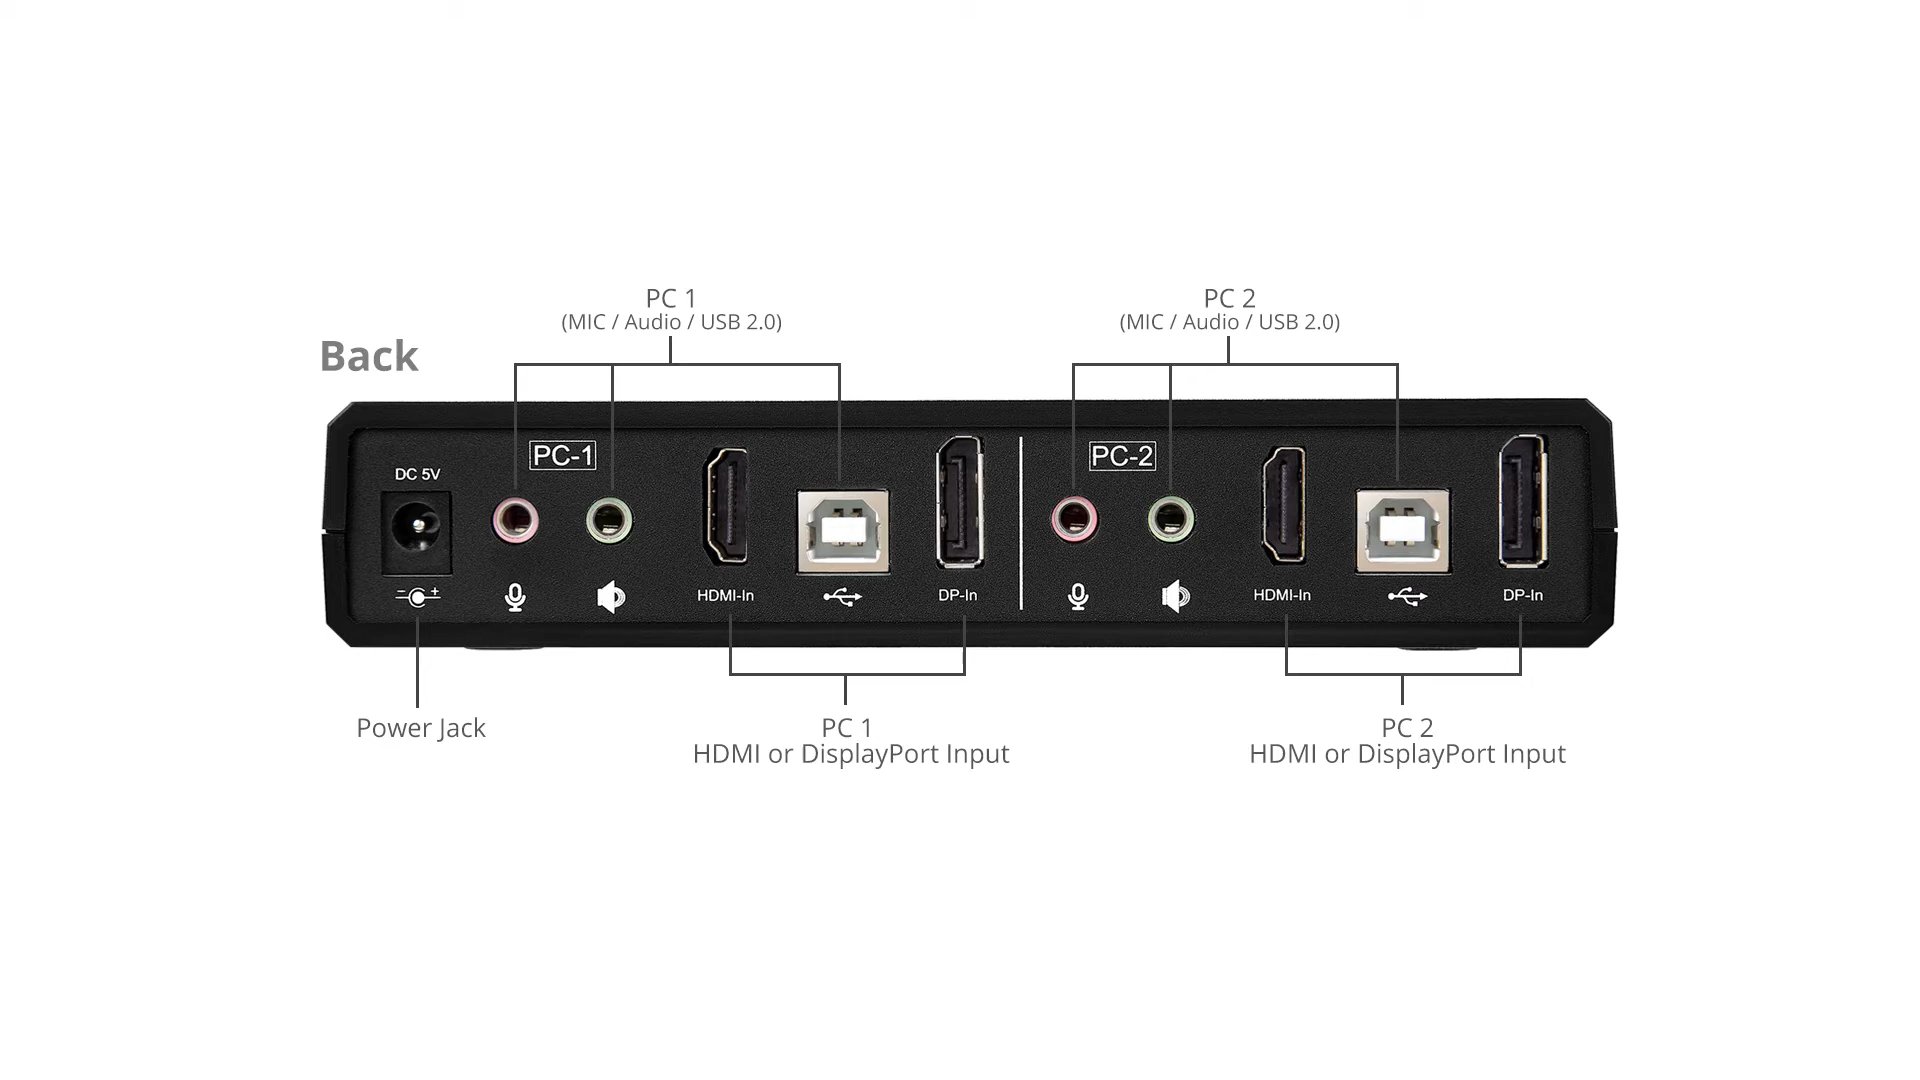 PC 1
(MIC / Audio / USB 2.0)
PC 2
(MIC / Audio / USB 2.0)
Back
PC-1
PC-2
DC 5V
HDMI-In
DP-In
HDMI-In
DP-In
Power Jack
PC 1
HDMI or DisplayPort Input
PC 2
HDMI or DisplayPort Input